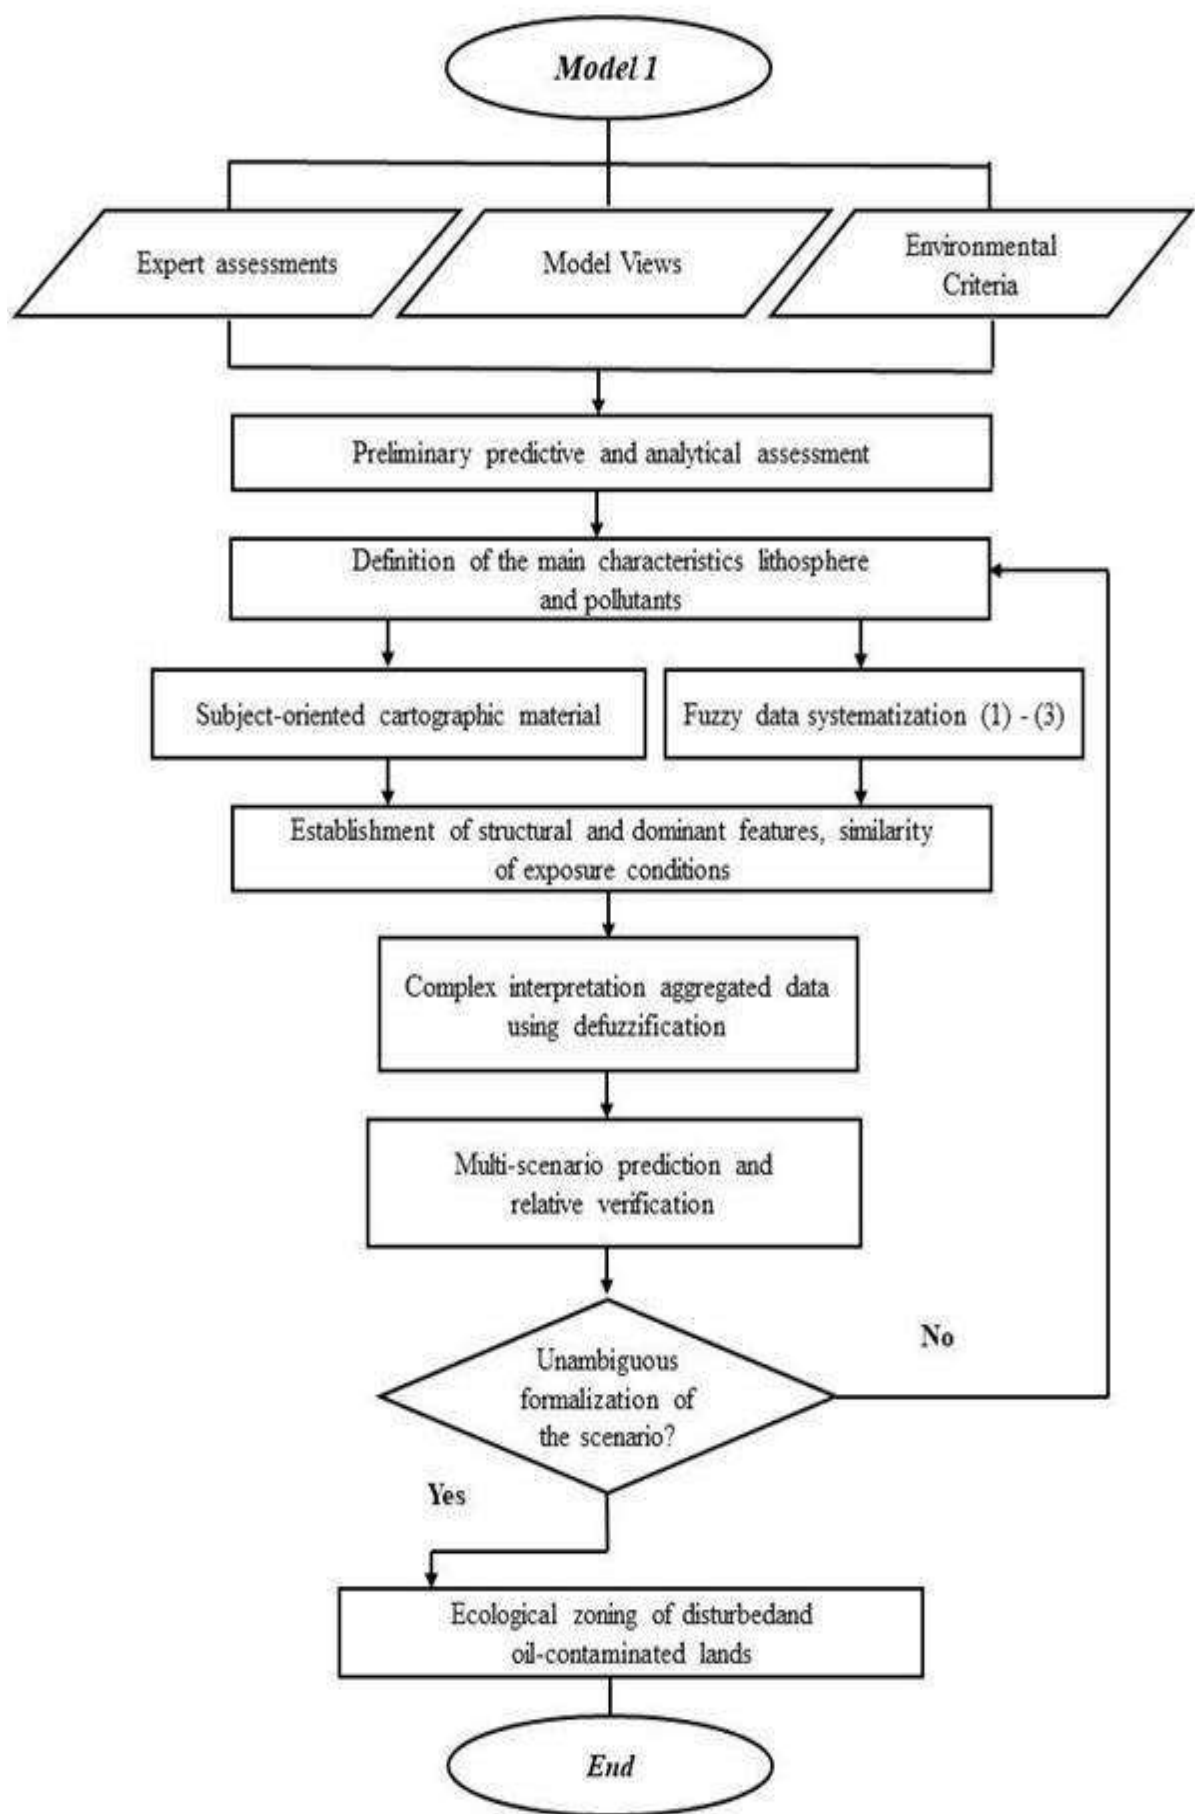 Model 1
Expert assessments
Model Views
Environmental
Criteria
Preliminary predictive and analytical assessment
Definition of the main characteristics lithosphere
and pollutants
Subject-oriented cartographic material
Fuzzy data systematization (1) - (3)
Establishment of structural and dominant features, similarity
of exposure conditions
Complex interpretation aggregated data
using defuzzification
Multi-scenario prediction and
relative verification
Unambiguous
formalization of
the scenario?
No
Yes
Ecological zoning of disturbedand
oil-contaminated lands
End